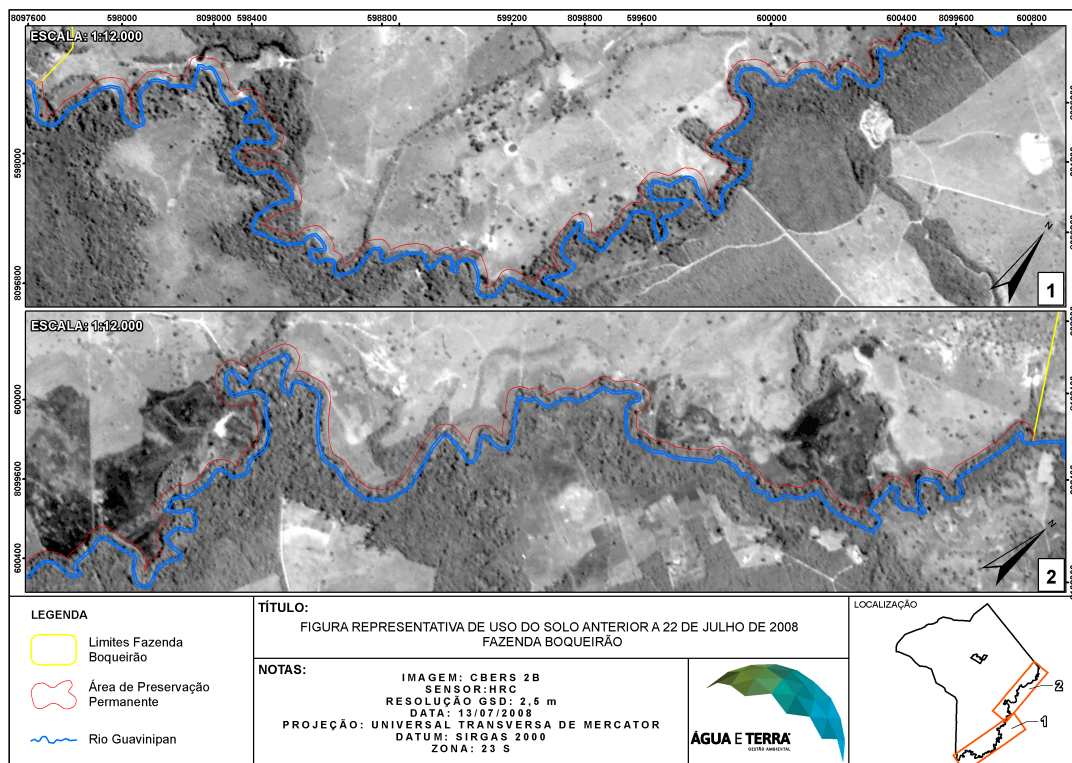 8097600 598000 8098000 598400 598800 599200 8098800 599600 600000 600400 8099600 600800
ESCALA: 1:12.000
598000
8096800
N
1
ESCALA: 1:12.000
600000
8099600
600400
N
2
LEGENDA
Limites Fazenda
Boqueirão
Área de Preservação
Permanente
Rio Guavinipan
TÍTULO:
FIGURA REPRESENTATIVA DE USO DO SOLO ANTERIOR A 22 DE JULHO DE 2008
FAZENDA BOQUEIRÃO
NOTAS:
IMAGEM: CBERS 2B
SENSOR:HRC
RESOLUÇÃO GSD: 2,5 m
DATA: 13/07/2008
PROJEÇÃO: UNIVERSAL TRANSVERSA DE MERCATOR
DATUM: SIRGAS 2000
ZONA: 23 S
ÁGUA E TERRA
GESTÃO AMBIENTAL
LOCALIZAÇÃO
2
1